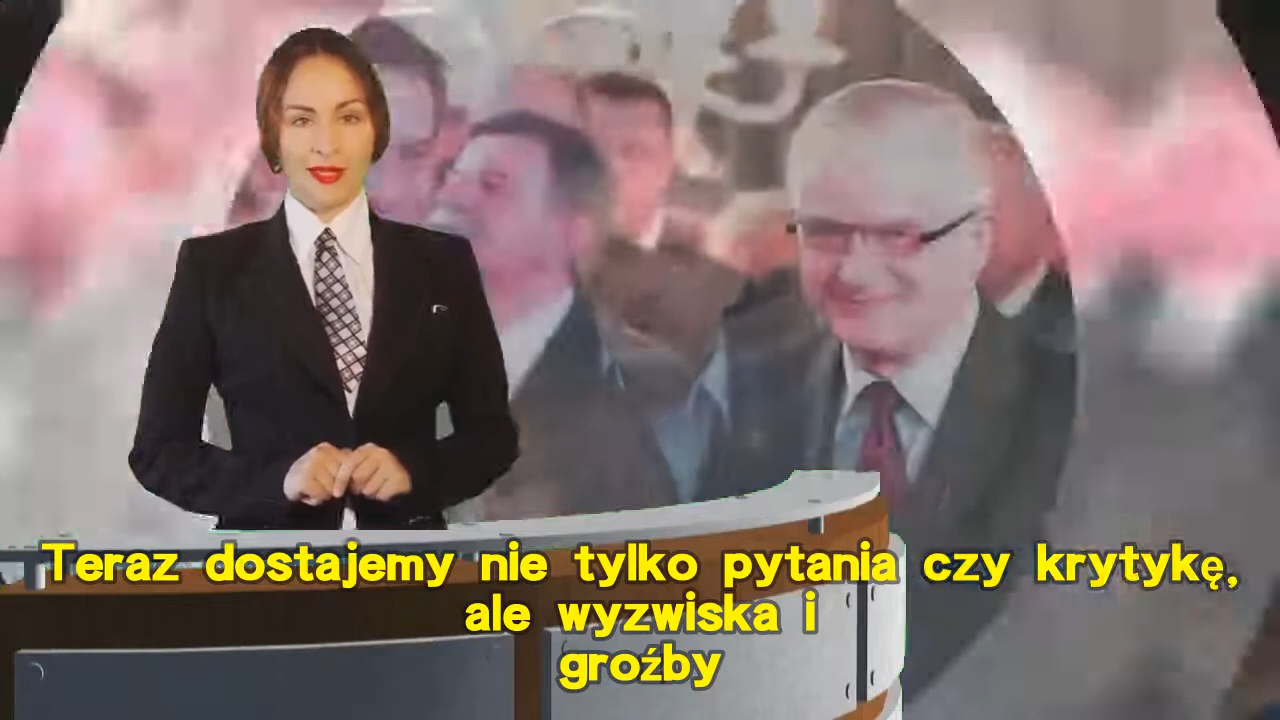 Teraz dostajemy nie tylko pytania czy krytykę,
ale wyzwiska i
groźby